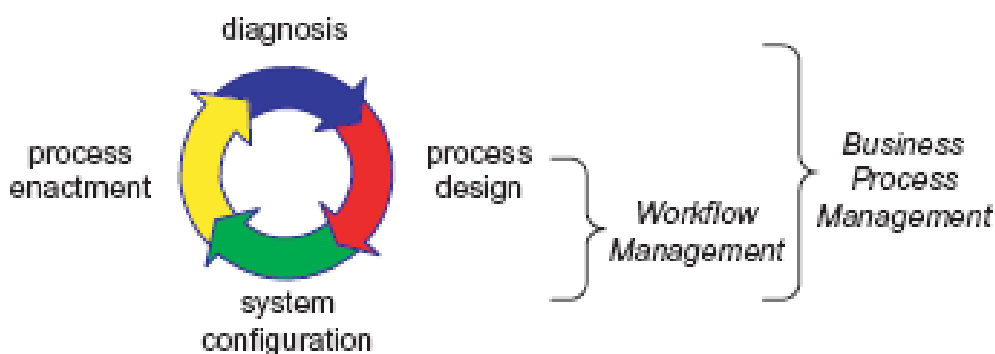 diagnosis
process
enactment
process
design
system
configuration
Workflow
Management
Business
Process
Management